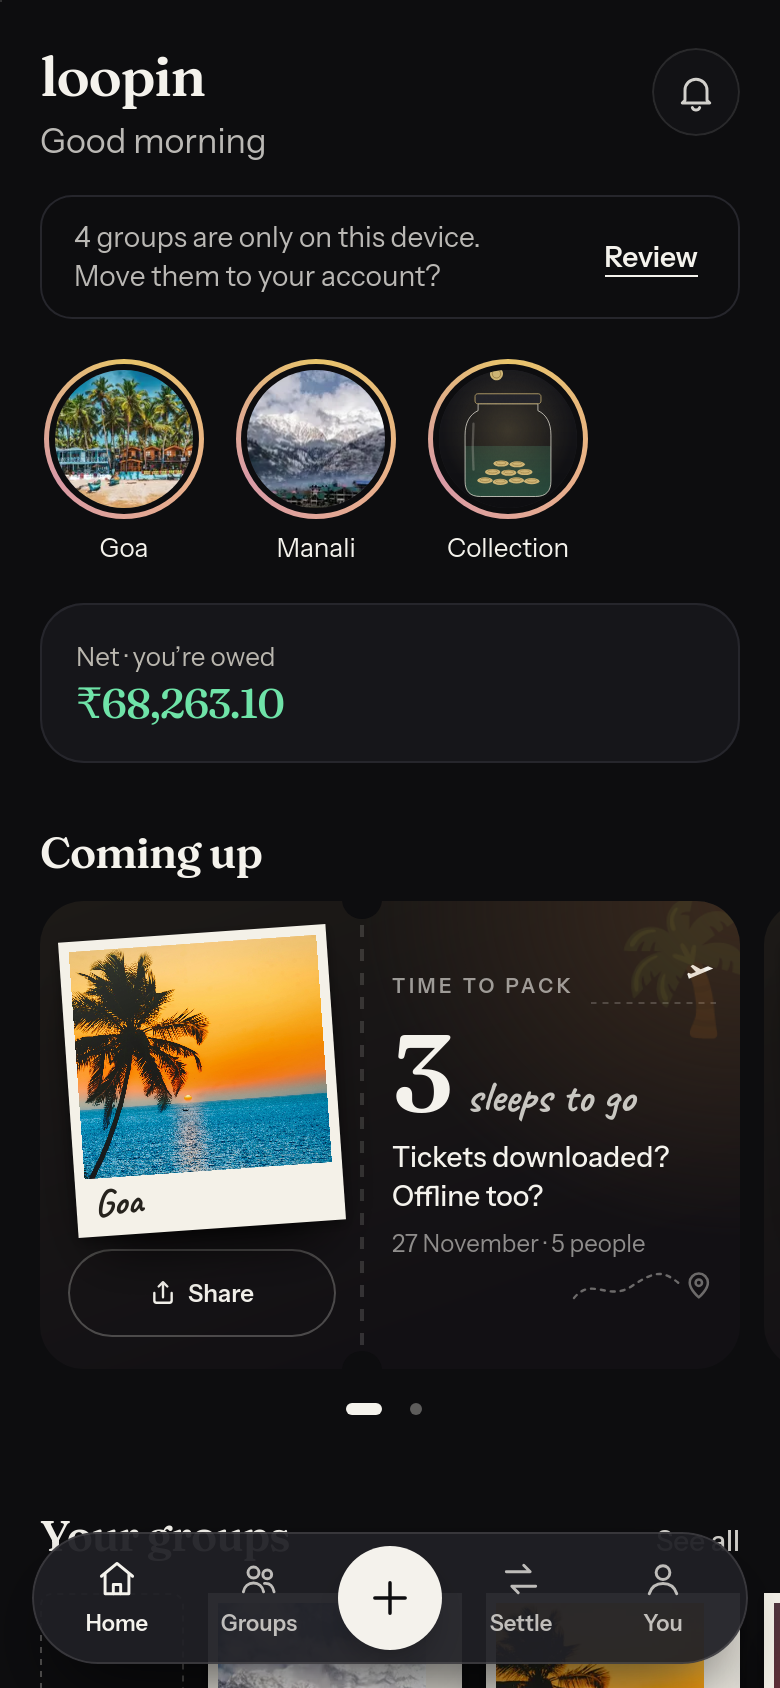 loopin
Good morning
4 groups are only on this device.
Move them to your account?
Review
Goa
Manali
Collection
Net · you’re owed
₹68,263.10
Coming up
Goa
Share
TIME TO PACK
3 sleeps to go
Tickets downloaded?
Offline too?
27 November · 5 people
Your groups
See all
Home
Groups
Settle
You